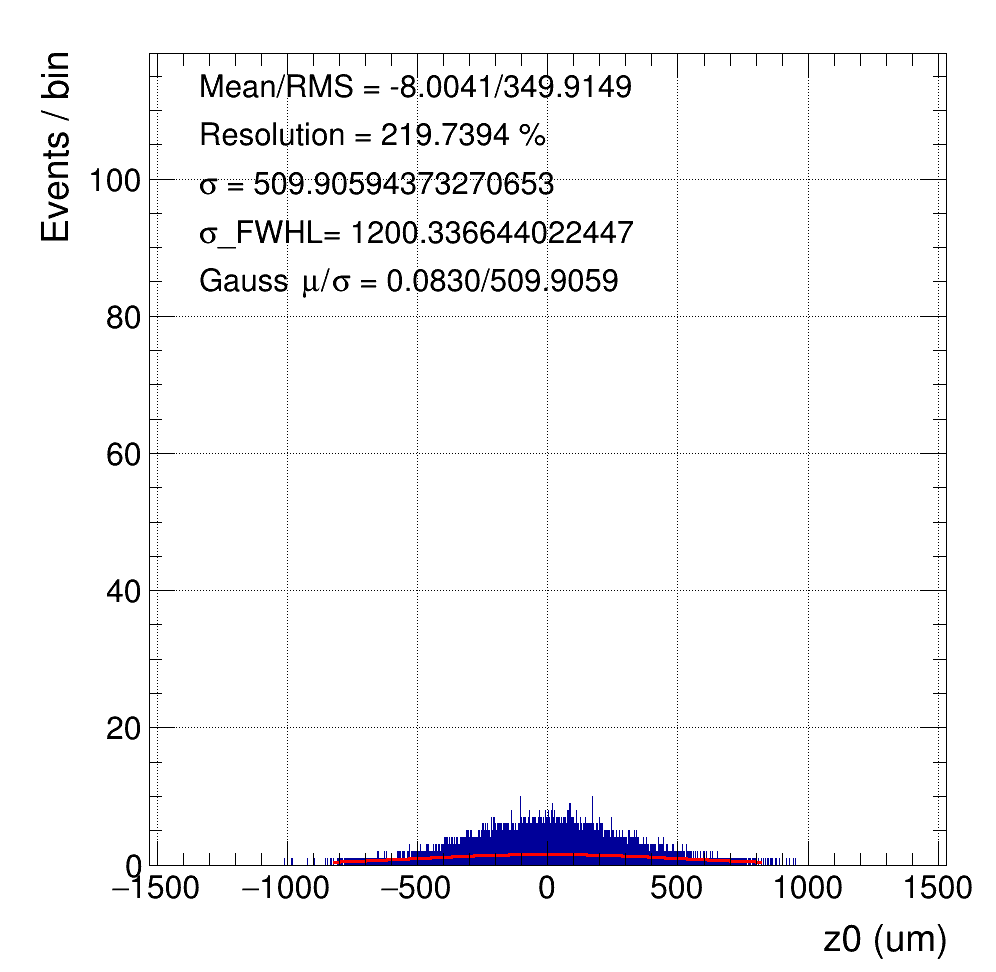 Events / bin
Mean/RMS = -8.0041/349.9149
Resolution = 219.7394 %
σ = 509.90594373270653
σ_FWHL= 1200.336644022447
Gauss μ/σ = 0.0830/509.9059
100
80
60
40
20
0
−1500 −1000 −500 0 500 1000 1500
z0 (um)